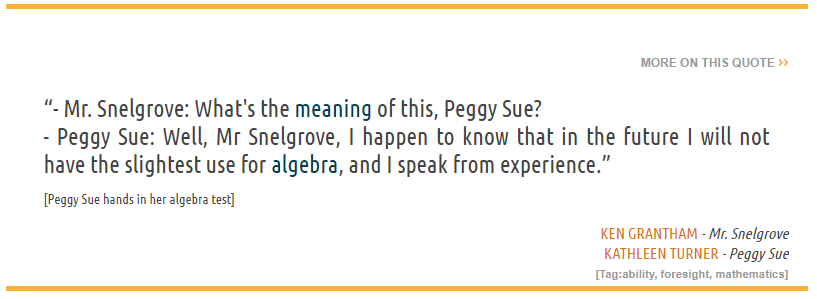 MORE ON THIS QUOTE ››
“- Mr. Snelgrove: What's the meaning of this, Peggy Sue?
- Peggy Sue: Well, Mr Snelgrove, I happen to know that in the future I will not
have the slightest use for algebra, and I speak from experience.”
[Peggy Sue hands in her algebra test]
KEN GRANTHAM - Mr. Snelgrove
KATHLEEN TURNER - Peggy Sue
[Tag:ability, foresight, mathematics]